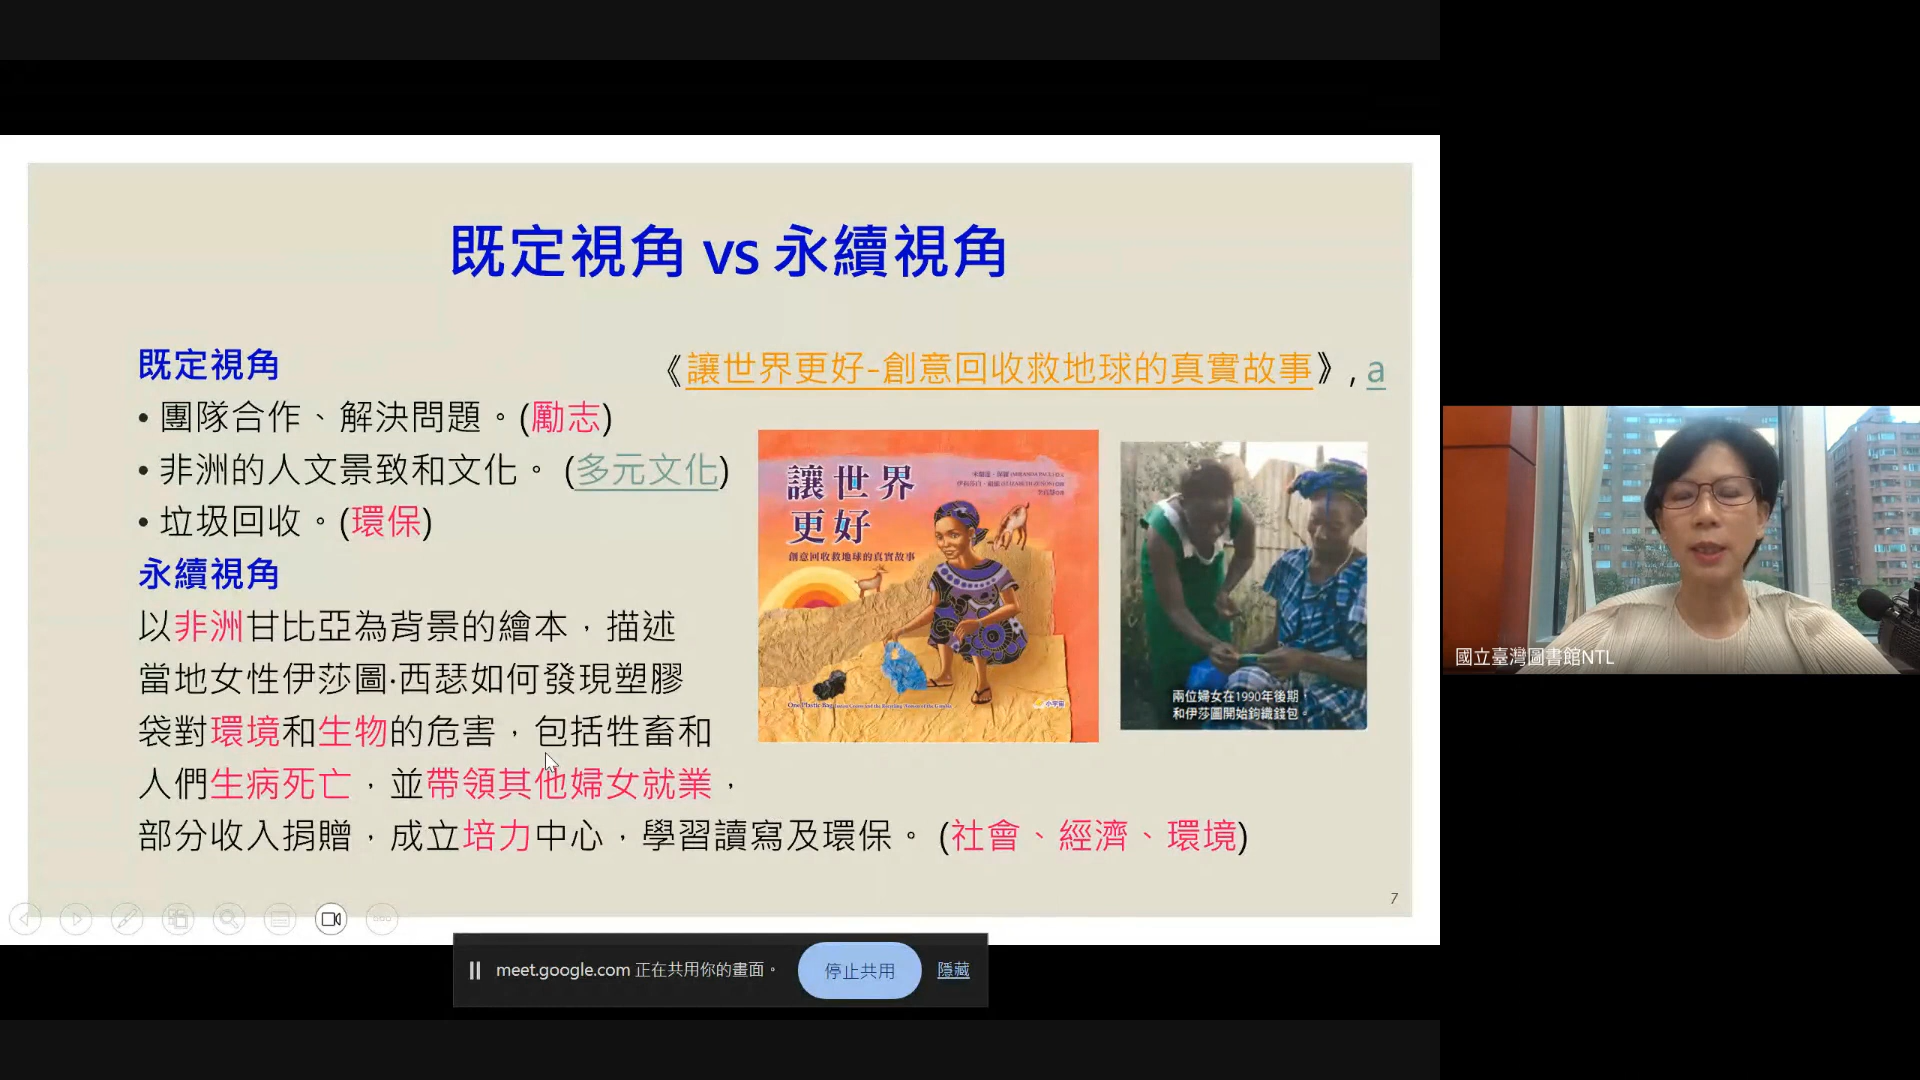 既定視角 vs 永續視角
既定視角
• 團隊合作、解決問題。(勵志)
• 非洲的人文景致和文化。 (多元文化)
• 垃圾回收。(環保)
永續視角
以非洲甘比亞為背景的繪本，描述
當地女性伊莎圖·西瑟如何發現塑膠
袋對環境和生物的危害，包括牲畜和
人們生病死亡，並帶領其他婦女就業，
部分收入捐贈，成立培力中心，學習讀寫及環保。 (社會、經濟、環境)
《讓世界更好-創意回收救地球的真實故事》, a
讓世界
更好
創意回收救地球的真實故事
小宇宙
兩位婦女在1990年後期，
和伊莎圖開始鉤織錢包。
7
meet.google.com 正在共用你的畫面。
停止共用
隱藏
國立臺灣圖書館NTL